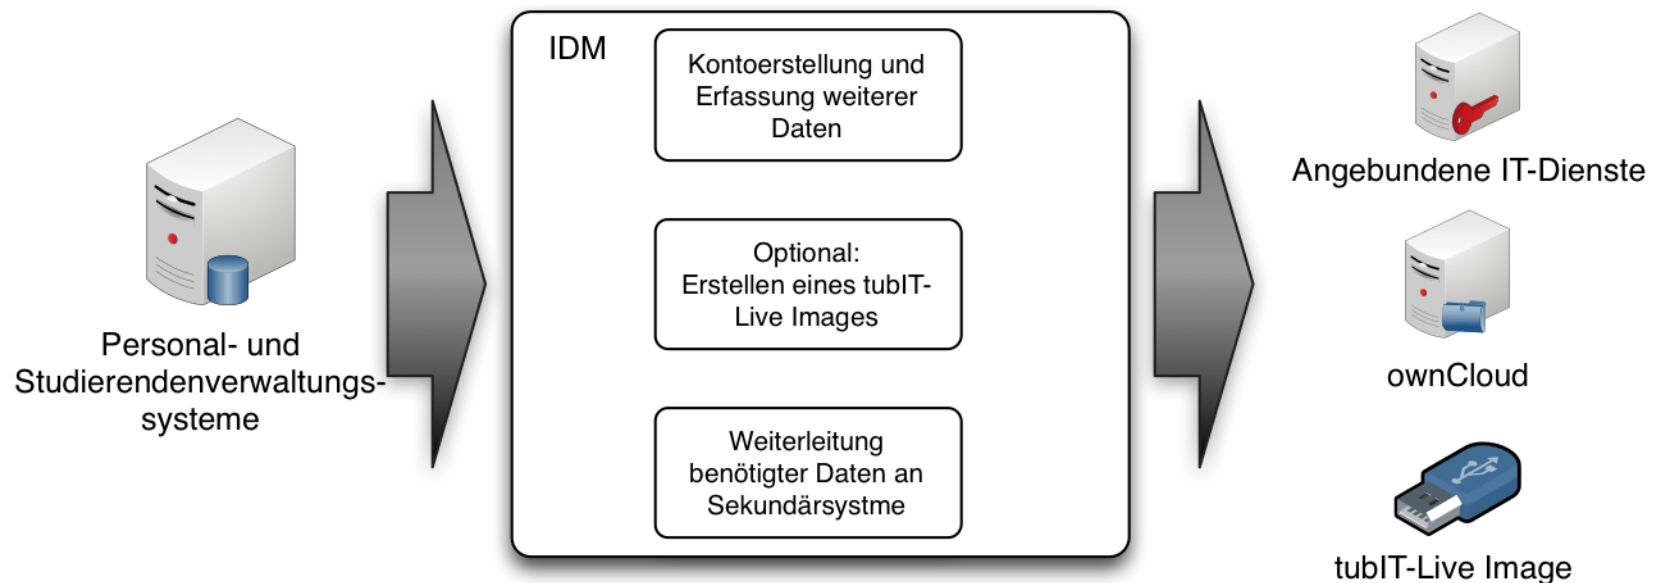 Personal- und
Studierendenverwaltungs-
systeme
IDM
Kontoerstellung und
Erfassung weiterer
Daten
Optional:
Erstellen eines tubIT-
Live Images
Weiterleitung
benötigter Daten an
Sekundärsystme
Angebundene IT-Dienste
ownCloud
tubIT-Live Image